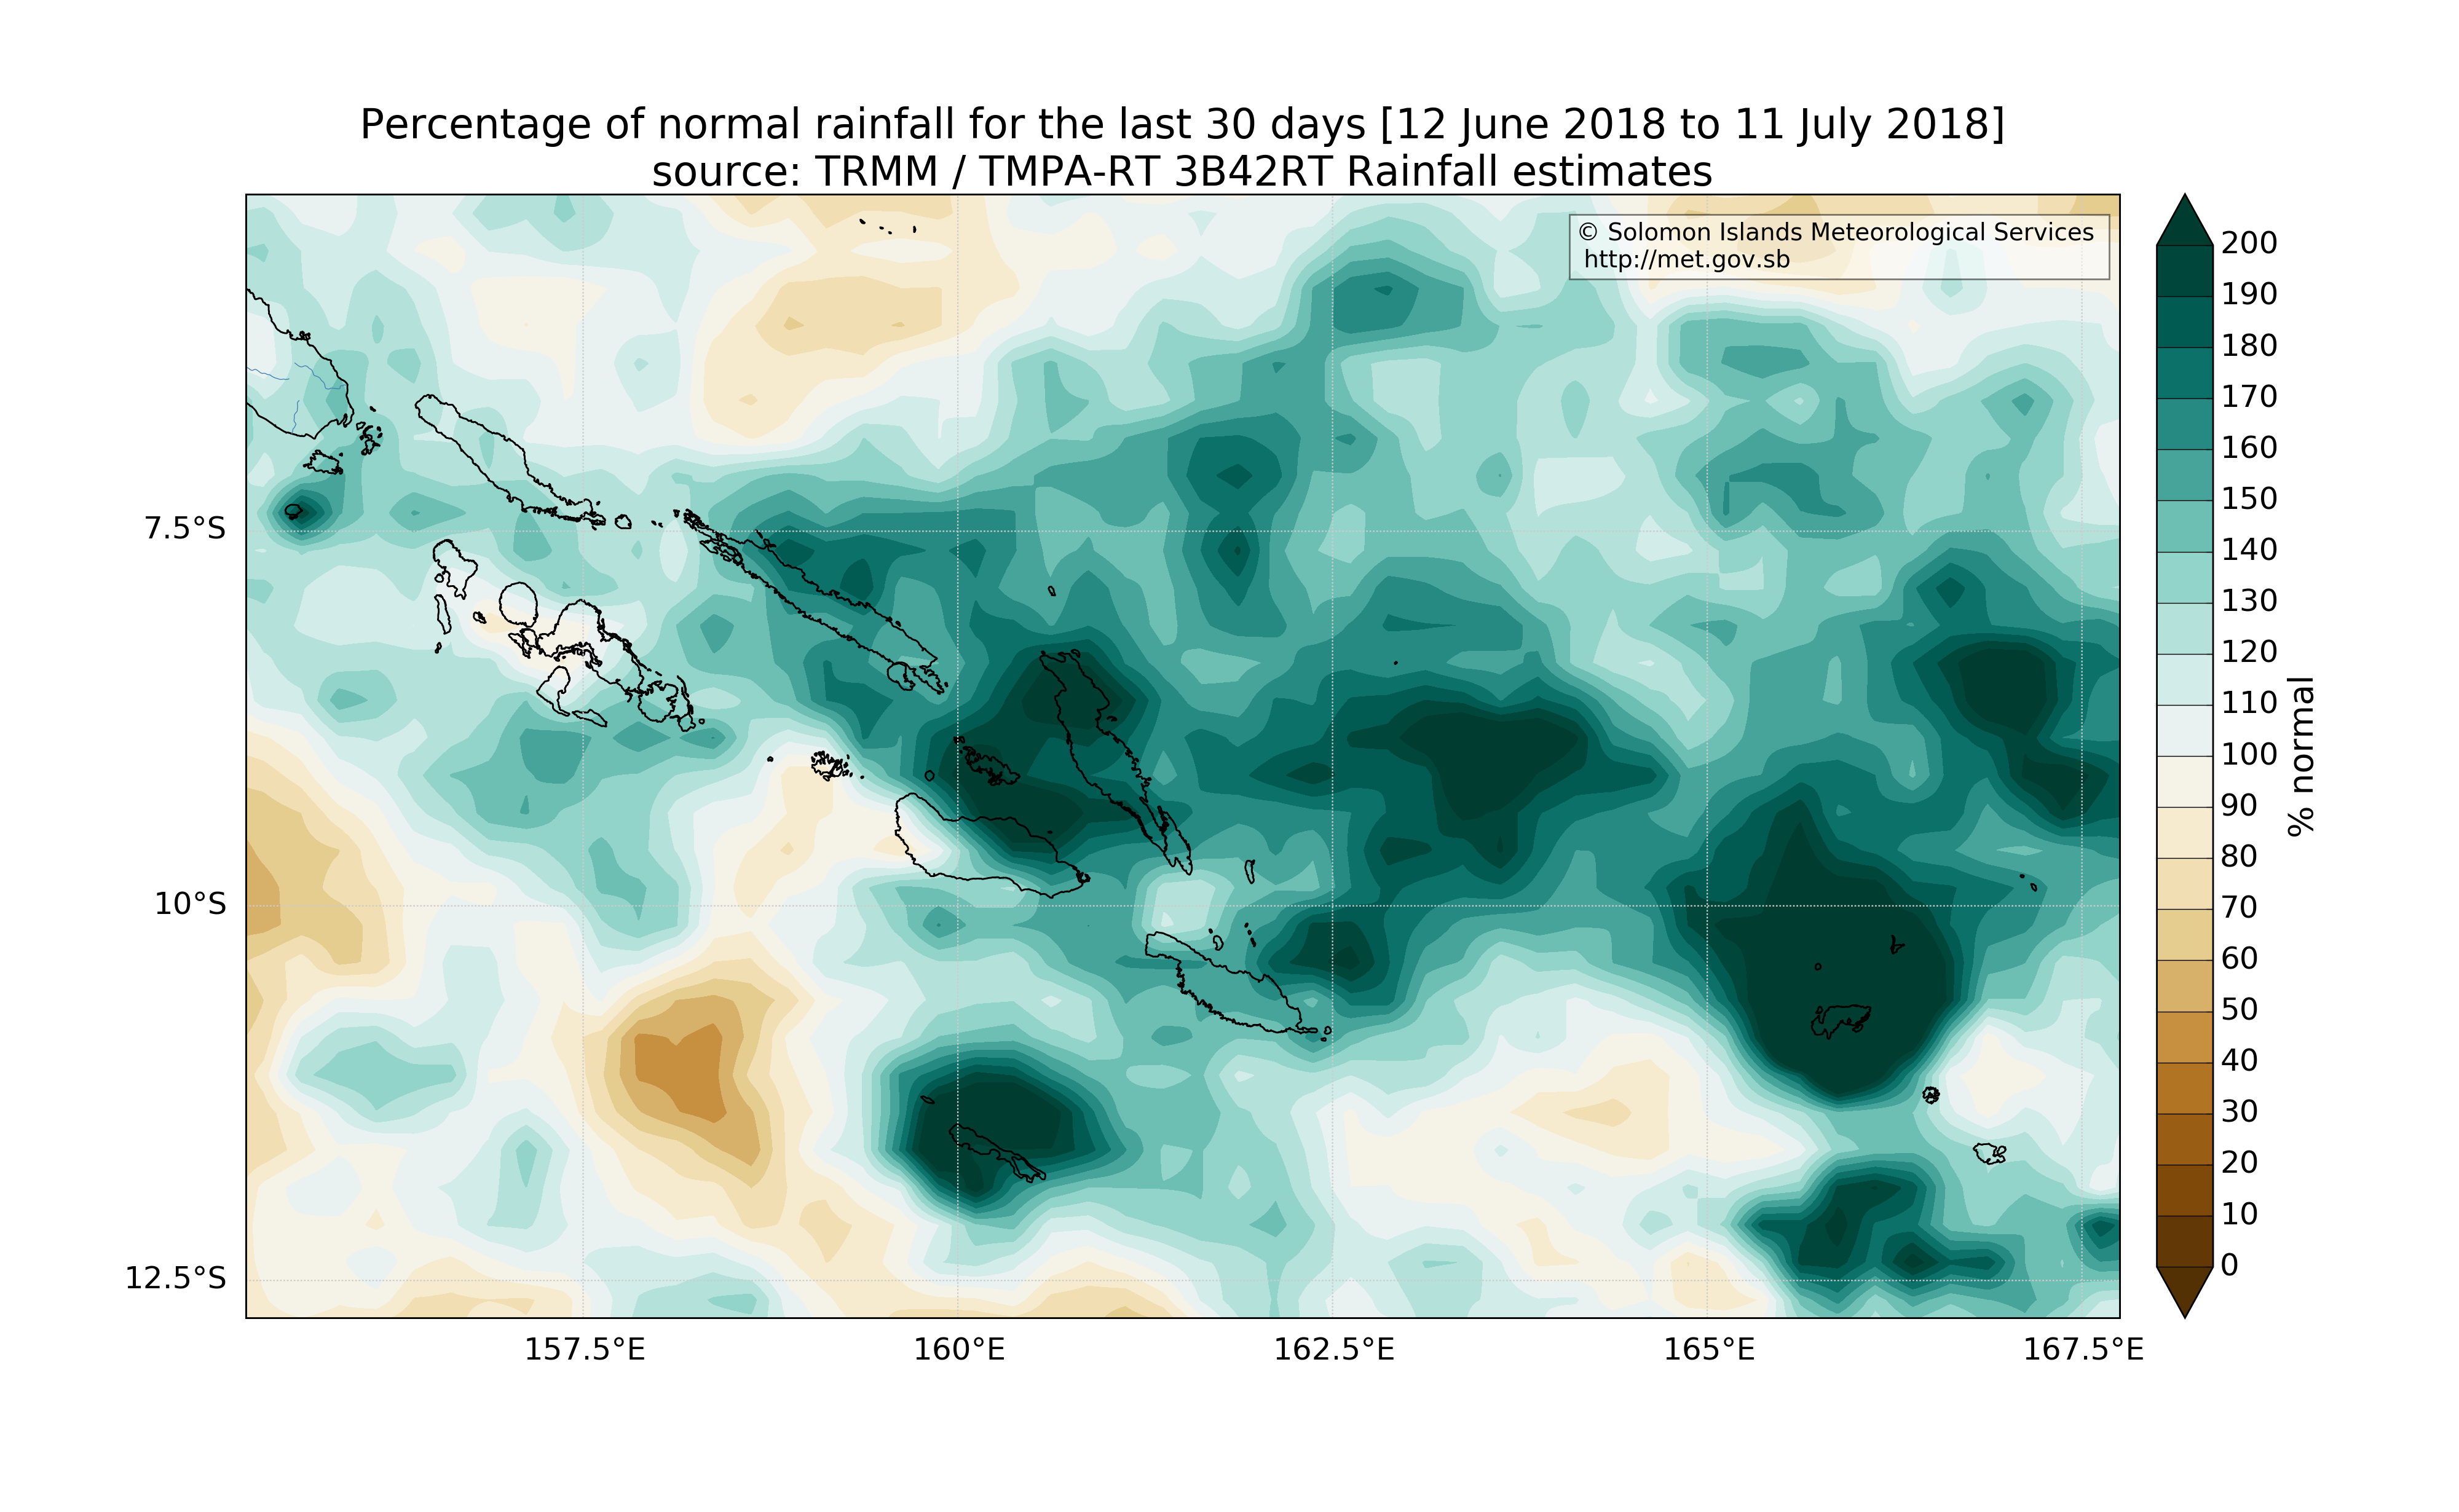 Percentage of normal rainfall for the last 30 days [12 June 2018 to 11 July 2018]
source: TRMM / TMPA-RT 3B42RT Rainfall estimates
© Solomon Islands Meteorological Services
http://met.gov.sb
7.5°S
10°S
12.5°S
157.5°E
160°E
162.5°E
165°E
167.5°E
200
190
180
170
160
150
140
130
120
110
100
90
80
70
60
50
40
30
20
10
0
% normal